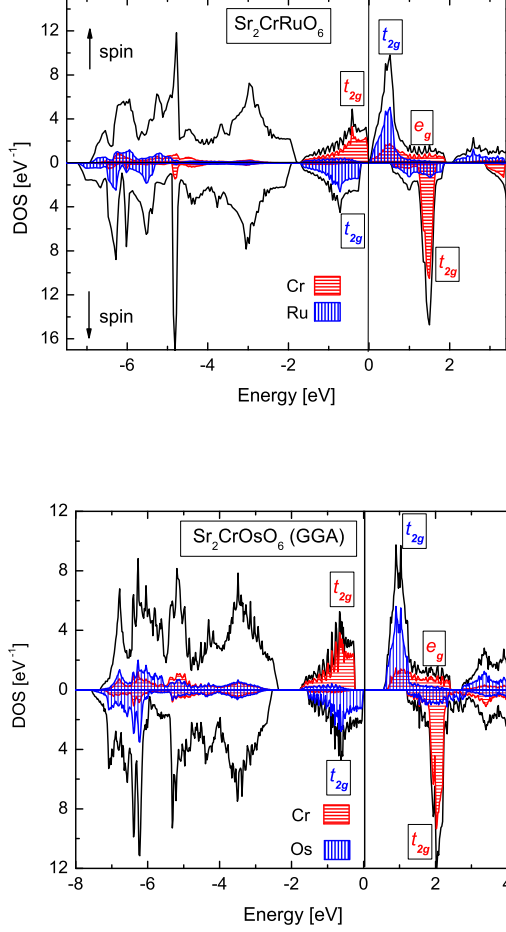 Sr₂CrRuO₆
spin
t₂g
t₂g
e_g
t₂g
t₂g
spin
Cr
Ru
DOS [eV⁻¹]
12
8
4
0
4
8
12
16
-6 -4 -2 0 2
Energy [eV]
Sr₂CrOsO₆ (GGA)
t₂g
t₂g
e_g
t₂g
t₂g
Cr
Os
DOS [eV⁻¹]
12
8
4
0
4
8
12
-8 -6 -4 -2 0 2 4
Energy [eV]